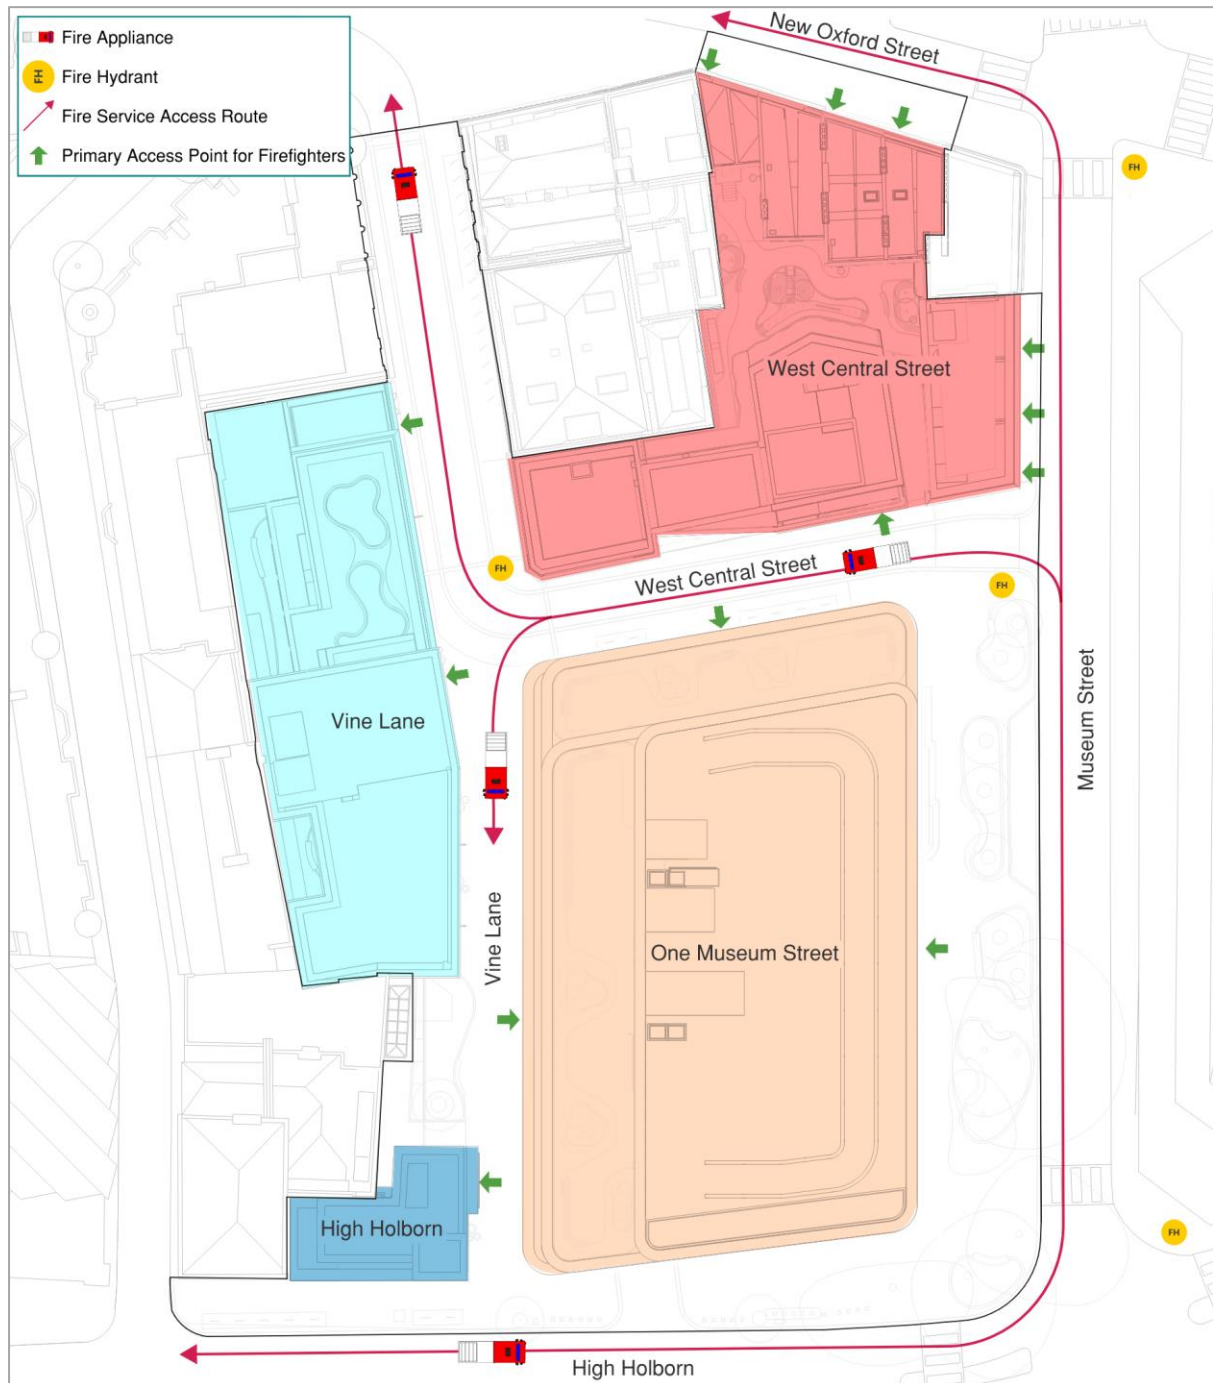 FH
Fire Appliance
Fire Hydrant
Fire Service Access Route
Primary Access Point for Firefighters
New Oxford Street
FH
West Central Street
FH
West Central Street
FH
Museum Street
Vine Lane
Vine Lane
One Museum Street
High Holborn
FH
High Holborn